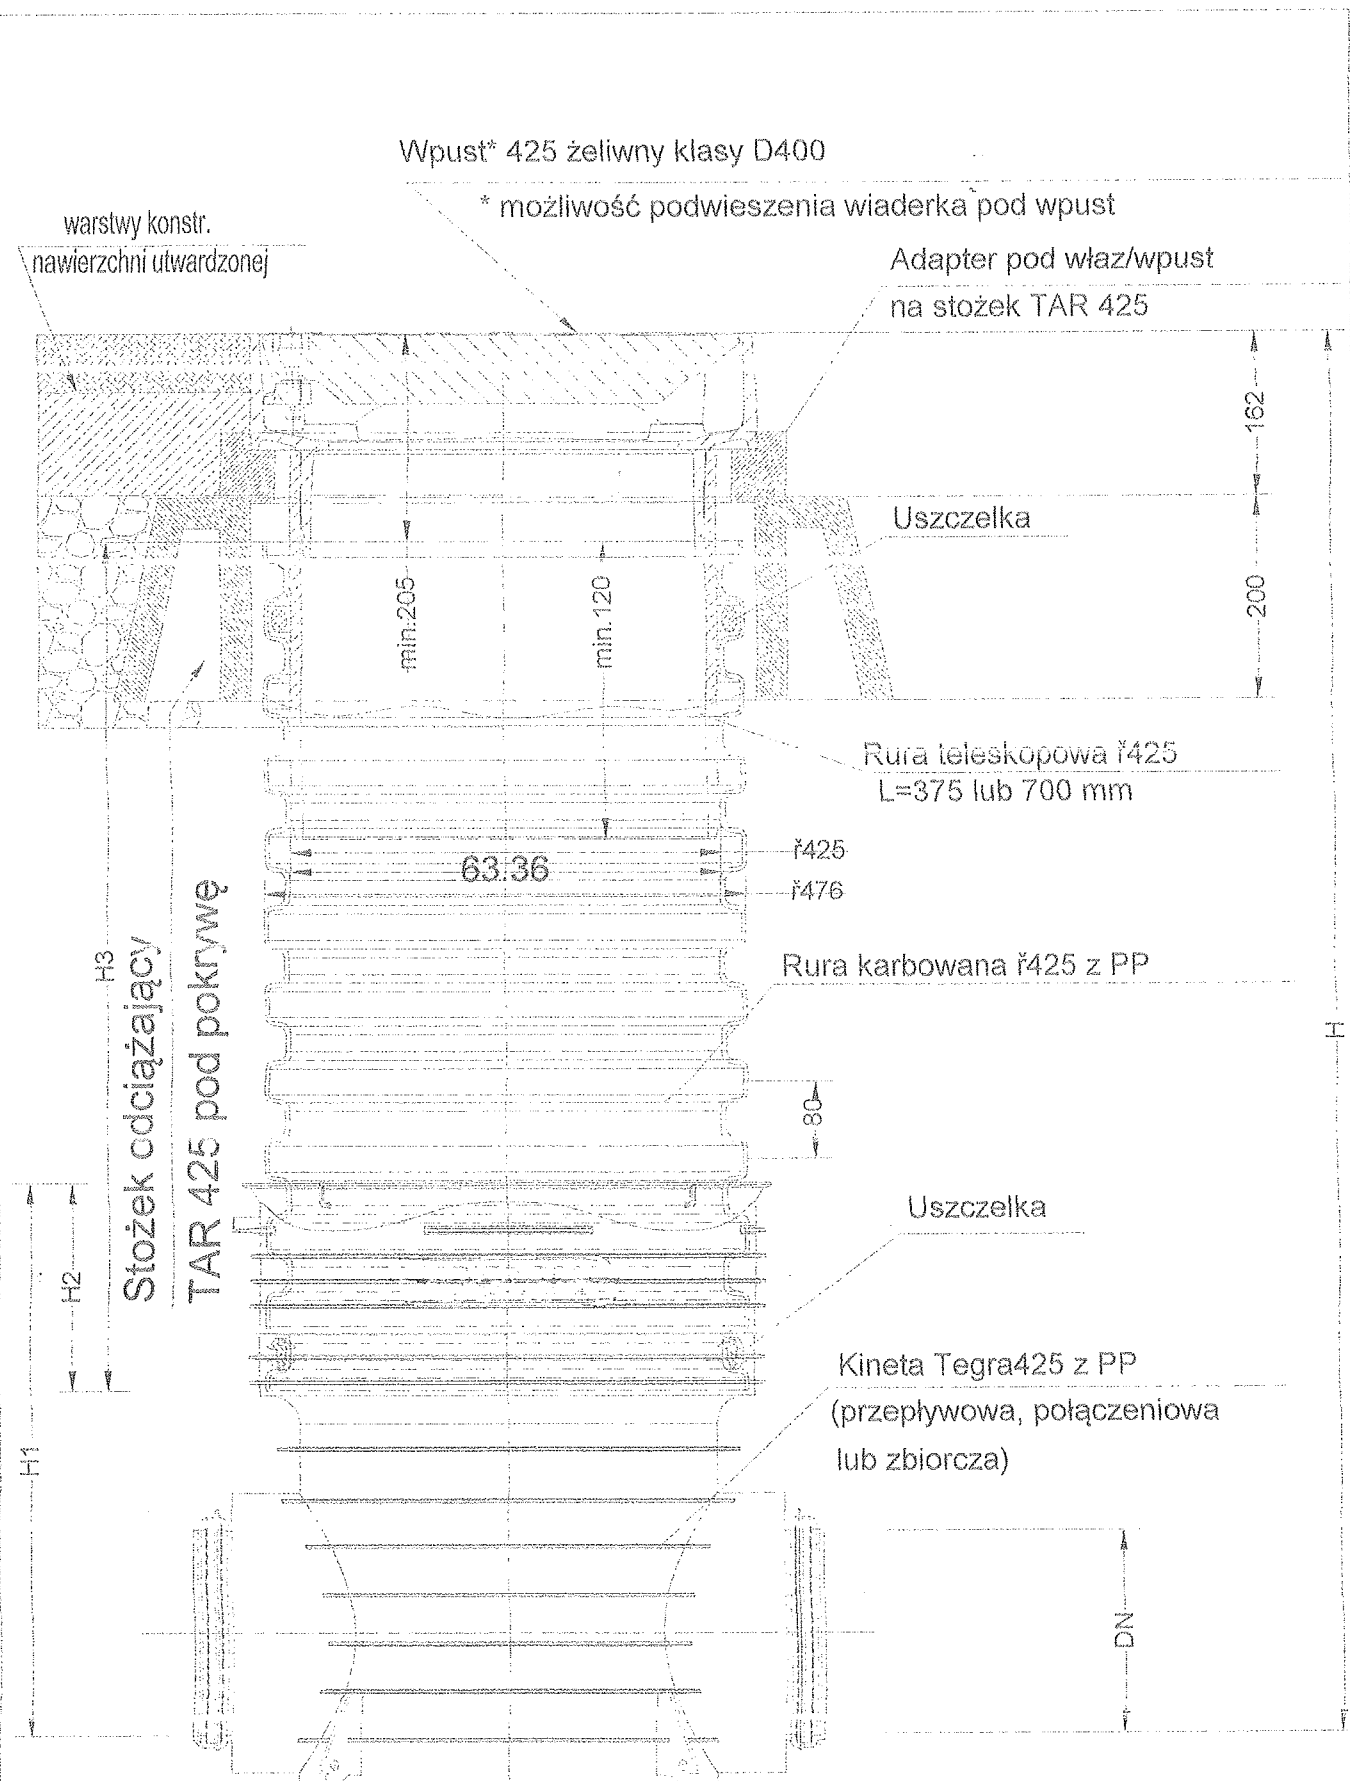 Wpust* 425 żeliwny klasy D400
* możliwość podwieszenia wiaderka pod wpust
warstwy konstr.
nawierzchni utwardzonej
Adapter pod właz/wpust
na stożek TAR 425
162
Uszczelka
200
min.205
min.120
Rura teleskopowa ř425
L=375 lub 700 mm
ř425
63.36
ř476
H3
Stożek odciążający
TAR 425 pod pokrywę
Rura karbowana ř425 z PP
H
80
Uszczelka
H2
Kineta Tegra425 z PP
(przepływowa, połączeniowa
lub zbiorcza)
H1
DN